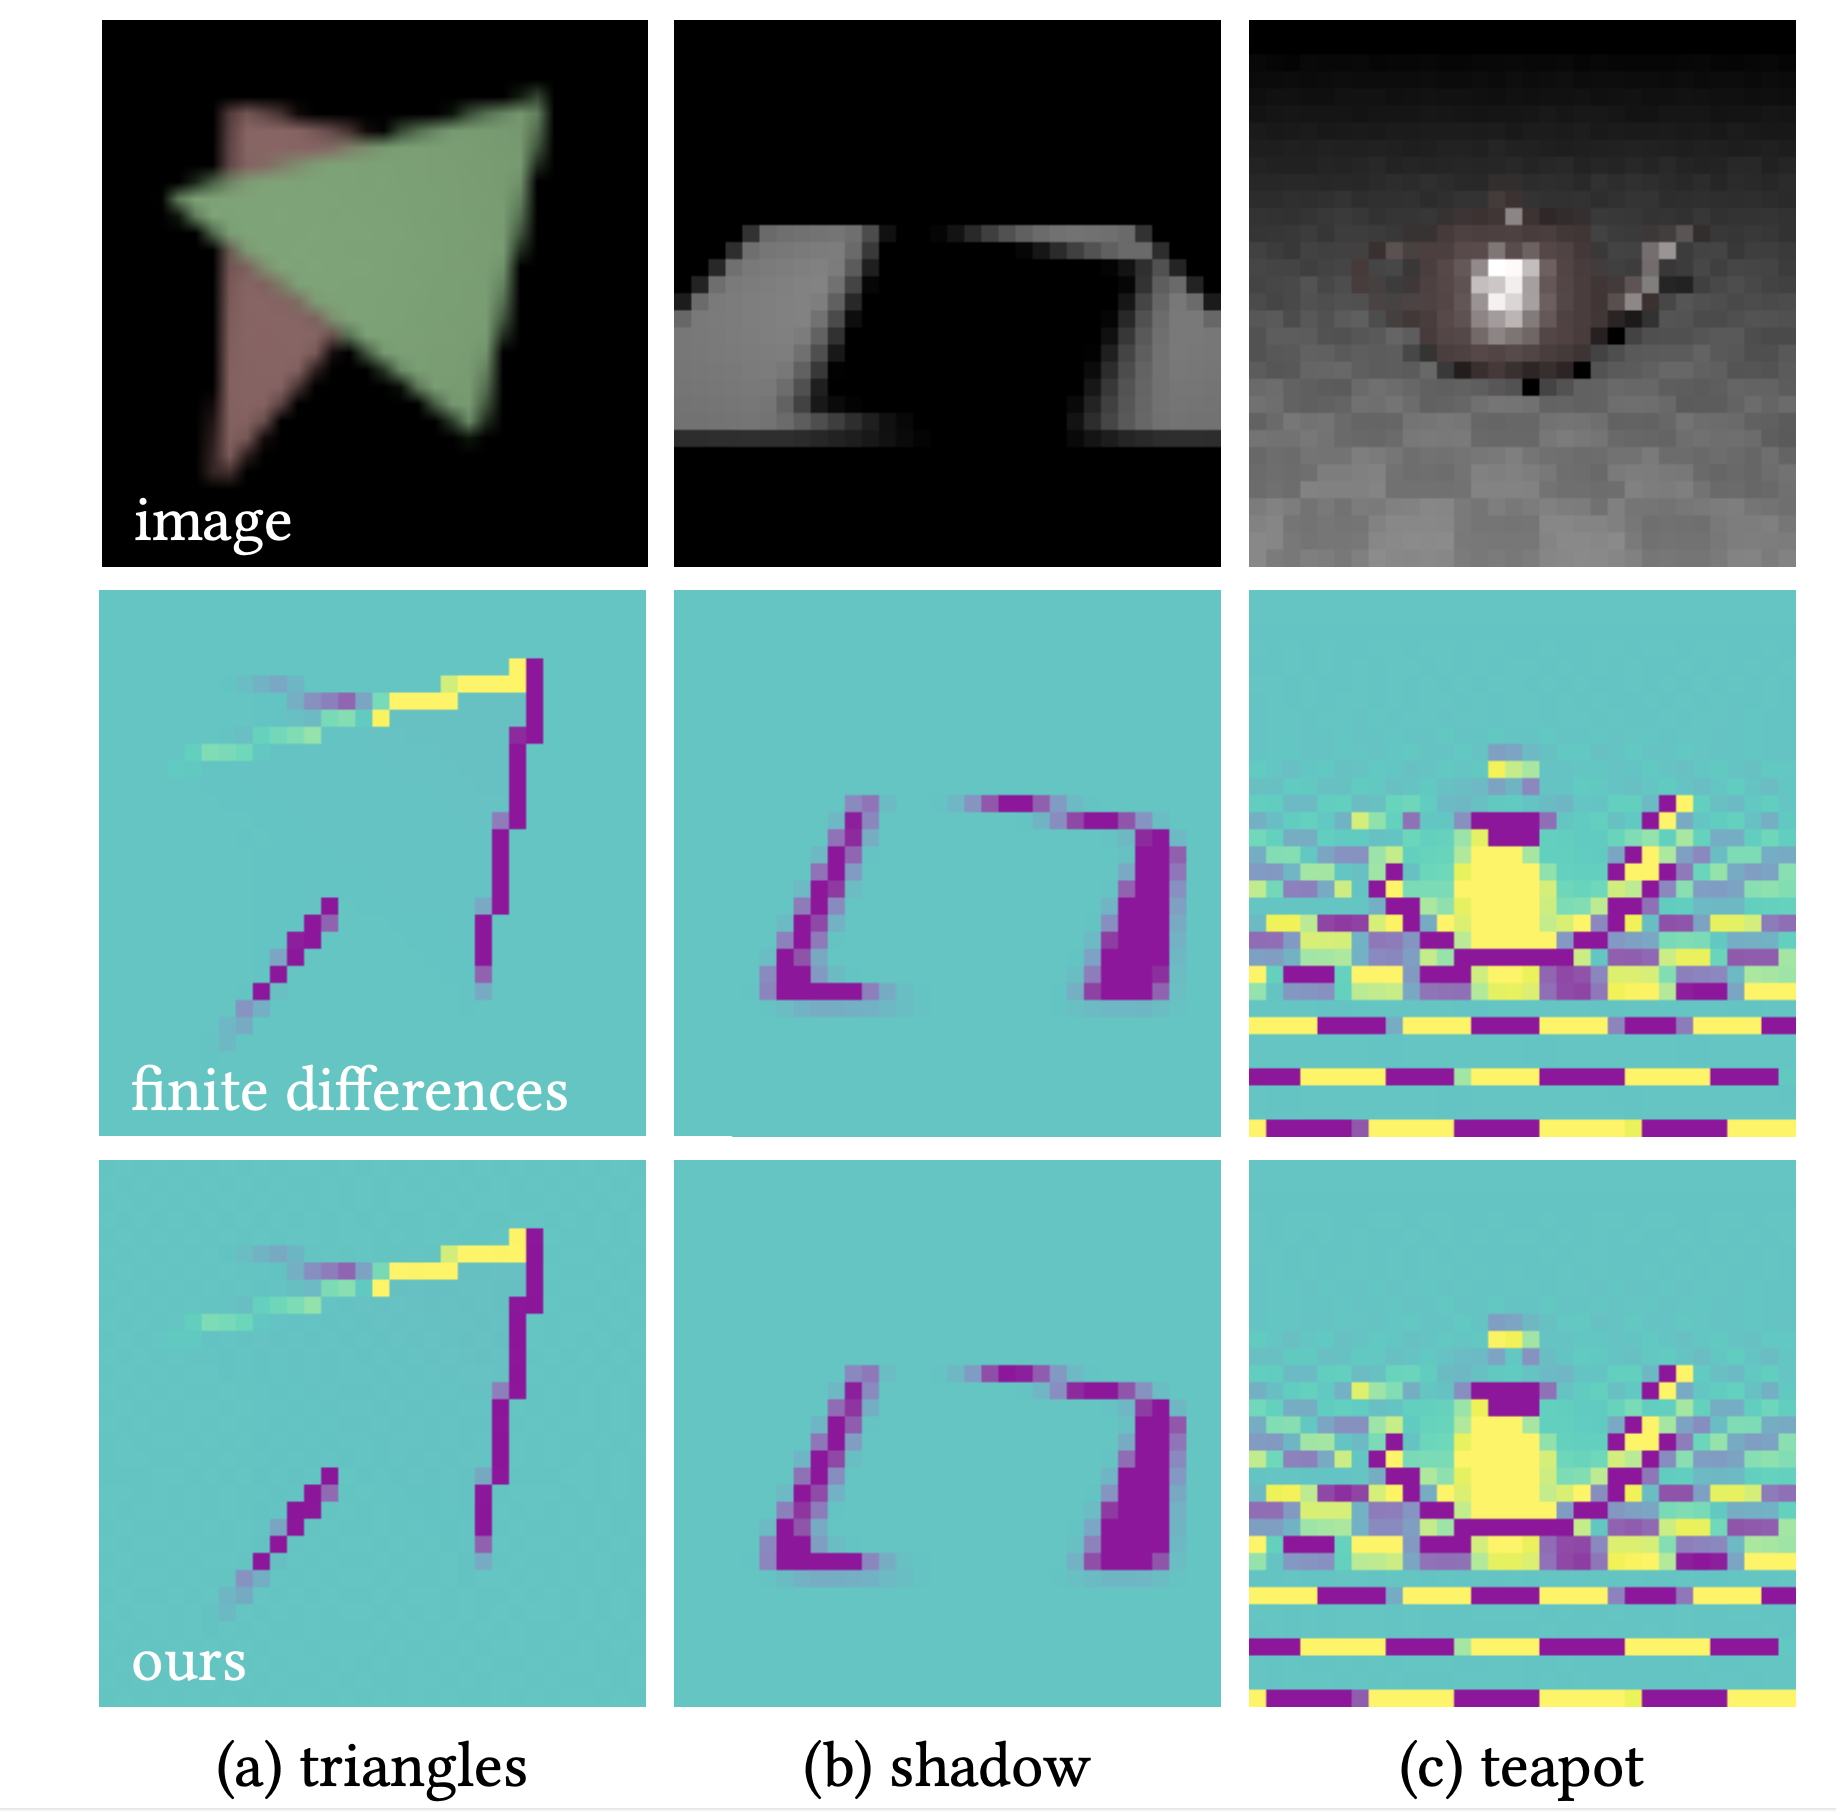 image
finite differences
ours
(a) triangles
(b) shadow
(c) teapot